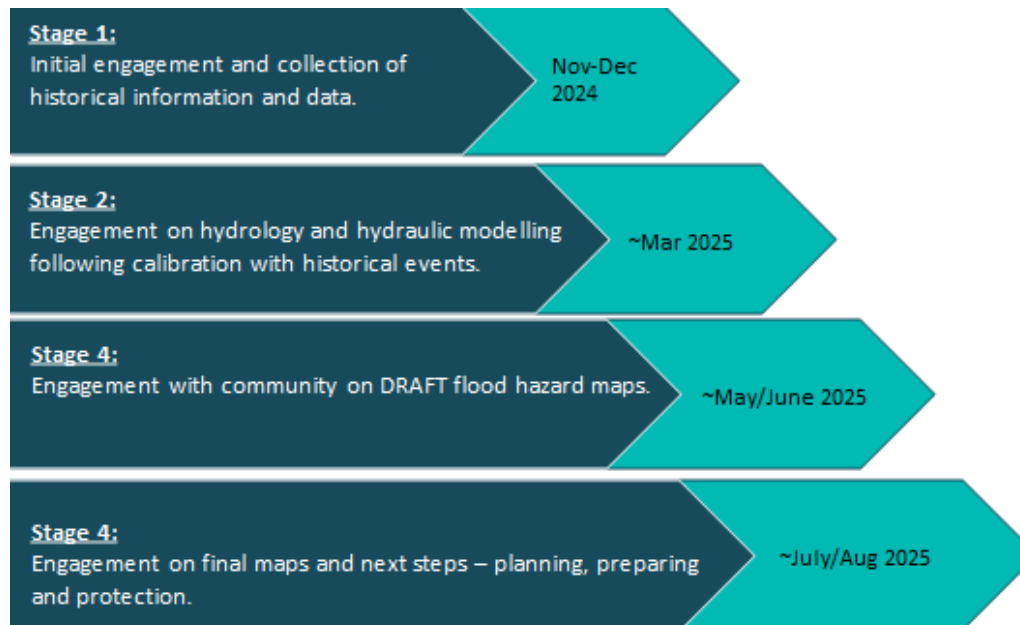 Stage 1:
Initial engagement and collection of
historical information and data.
Nov-Dec
2024
Stage 2:
Engagement on hydrology and hydraulic modelling
following calibration with historical events.
~Mar 2025
Stage 4:
Engagement with community on DRAFT flood hazard maps.
~May/June 2025
Stage 4:
Engagement on final maps and next steps – planning, preparing
and protection.
~July/Aug 2025